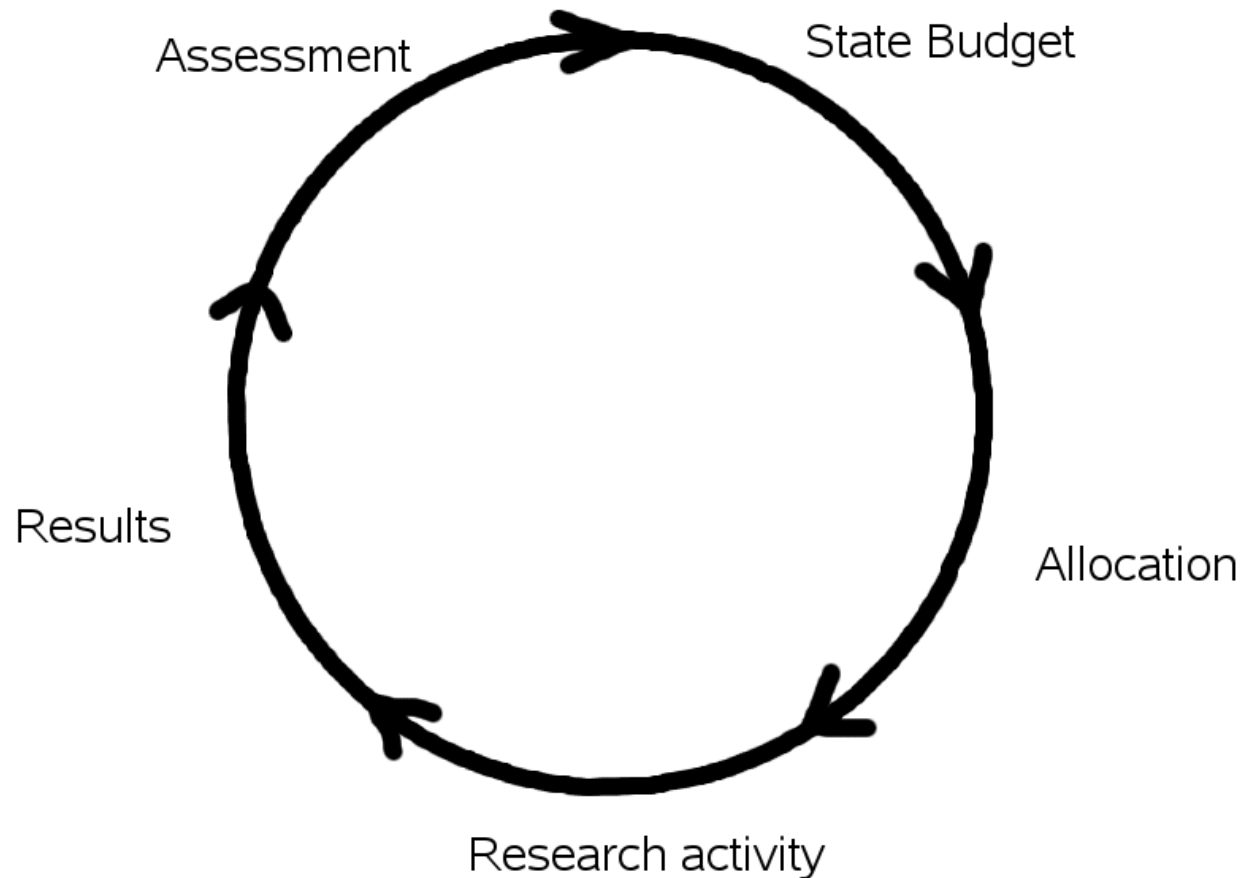 Assessment
State Budget
Results
Allocation
Research activity